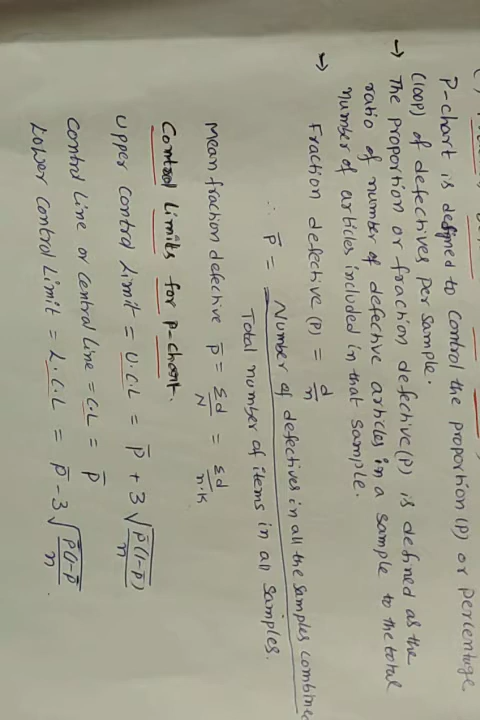 P-chart is designed to control the proportion (P) or percentage
(100P) of defectives per sample.
→ The proportion or fraction defective (P) is defined as the
ratio of number of defective articles in a sample to the total
number of articles included in that sample.
→ Fraction defective (P) = d/n
∴ p̄ = Number of defectives in all the samples combined / Total number of items in all samples.
Mean fraction defective p̄ = Σd/N = Σd/n·K
Control Limits for p-chart.
Upper Control Limit = U.C.L = p̄ + 3√(p̄(1-p̄)/n)
Control Line or central line = C.L = p̄
Lower Control Limit = L.C.L = p̄ - 3√(p̄(1-p̄)/n).